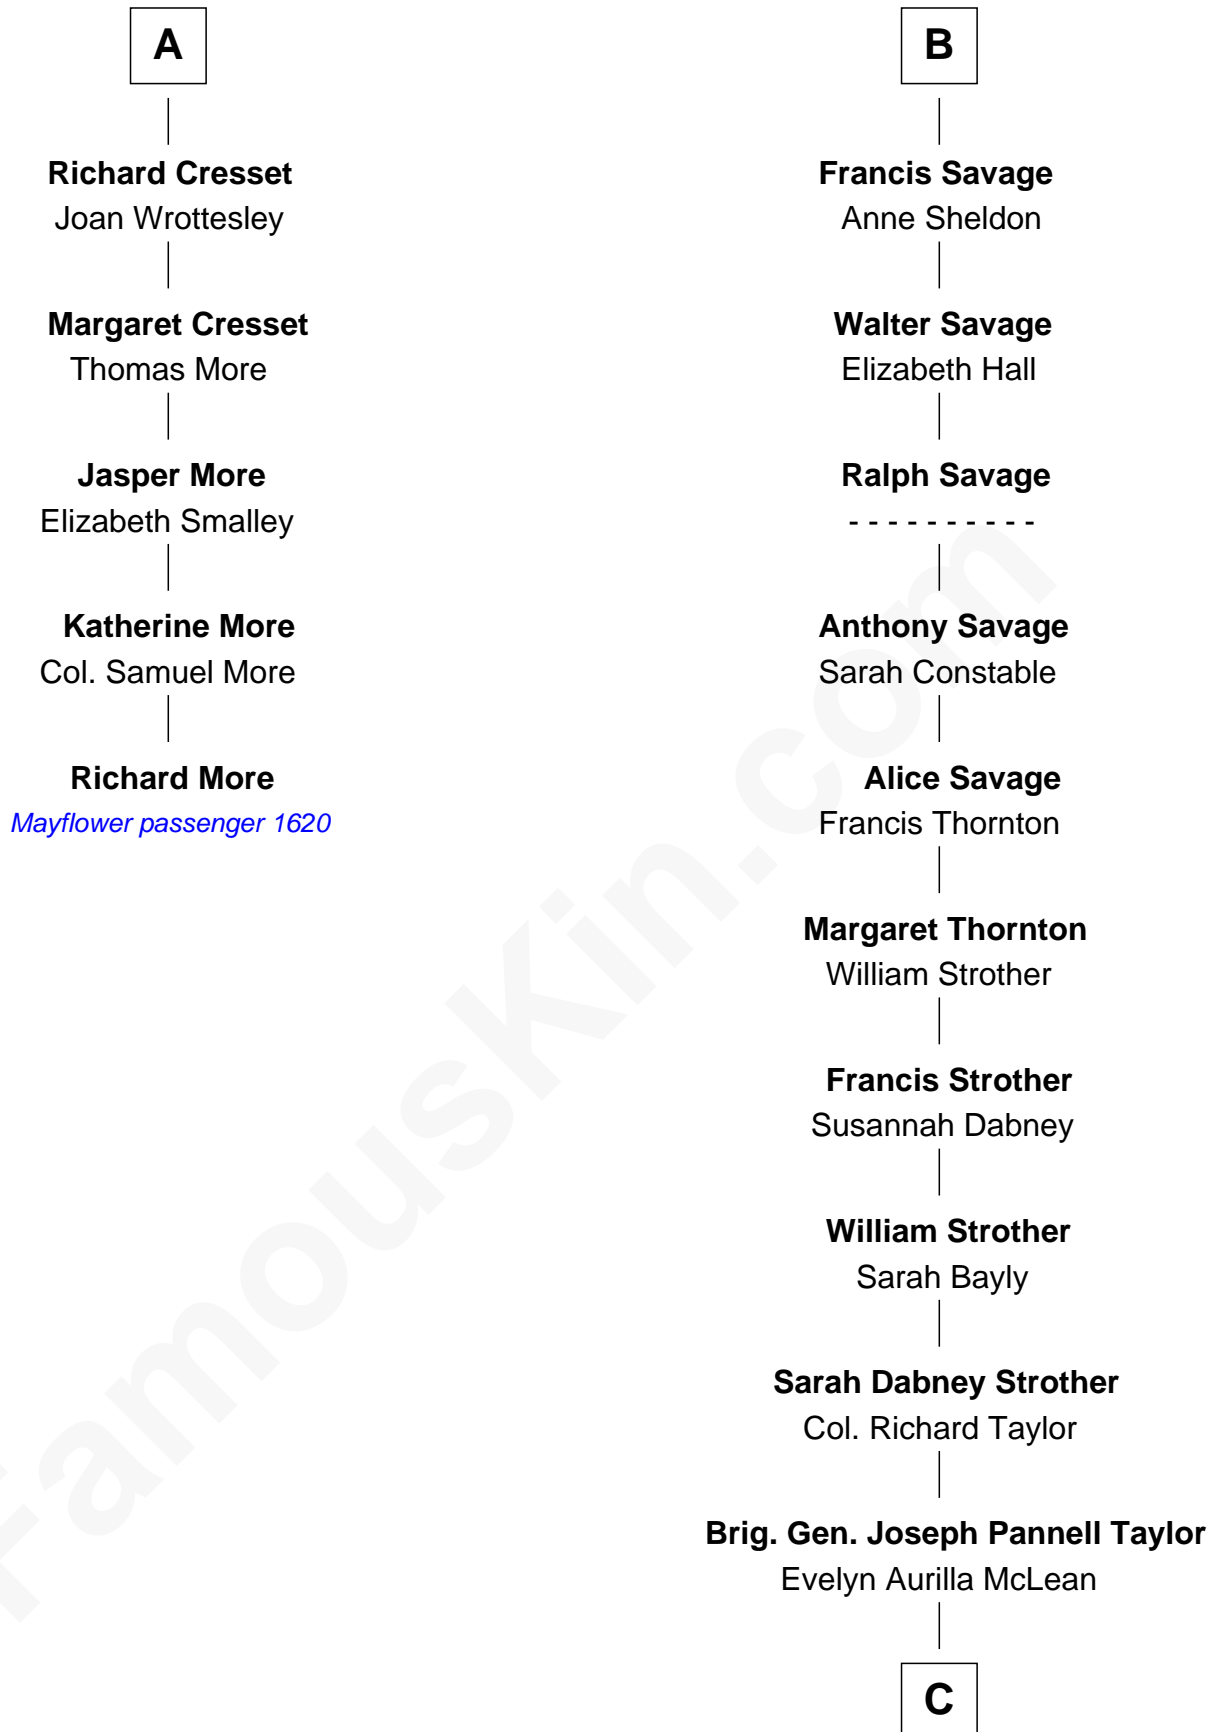 A
Richard Cresset
Joan Wrottesley
Margaret Cresset
Thomas More
Jasper More
Elizabeth Smalley
Katherine More
Col. Samuel More
Richard More
Mayflower passenger 1620
B
Francis Savage
Anne Sheldon
Walter Savage
Elizabeth Hall
Ralph Savage
- - - - - - - - - -
Anthony Savage
Sarah Constable
Alice Savage
Francis Thornton
Margaret Thornton
William Strother
Francis Strother
Susannah Dabney
William Strother
Sarah Bayly
Sarah Dabney Strother
Col. Richard Taylor
Brig. Gen. Joseph Pannell Taylor
Evelyn Aurilla McLean
C
FamousKin.com